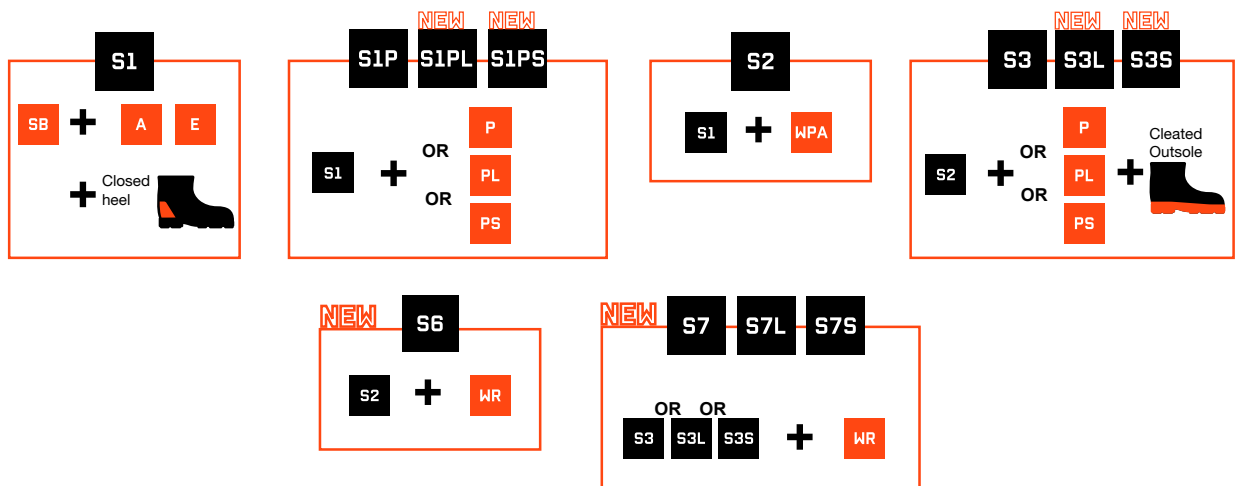 S1
SB
A
E
Closed
heel
NEW NEW
S1P S1PL S1PS
S1
OR
OR
P
PL
PS
S2
S1
WPA
NEW NEW
S3 S3L S3S
S2
OR
OR
P
PL
PS
Cleated
Outsole
NEW
S6
S2
WR
NEW
S7 S7L S7S
OR OR
S3 S3L S3S
WR